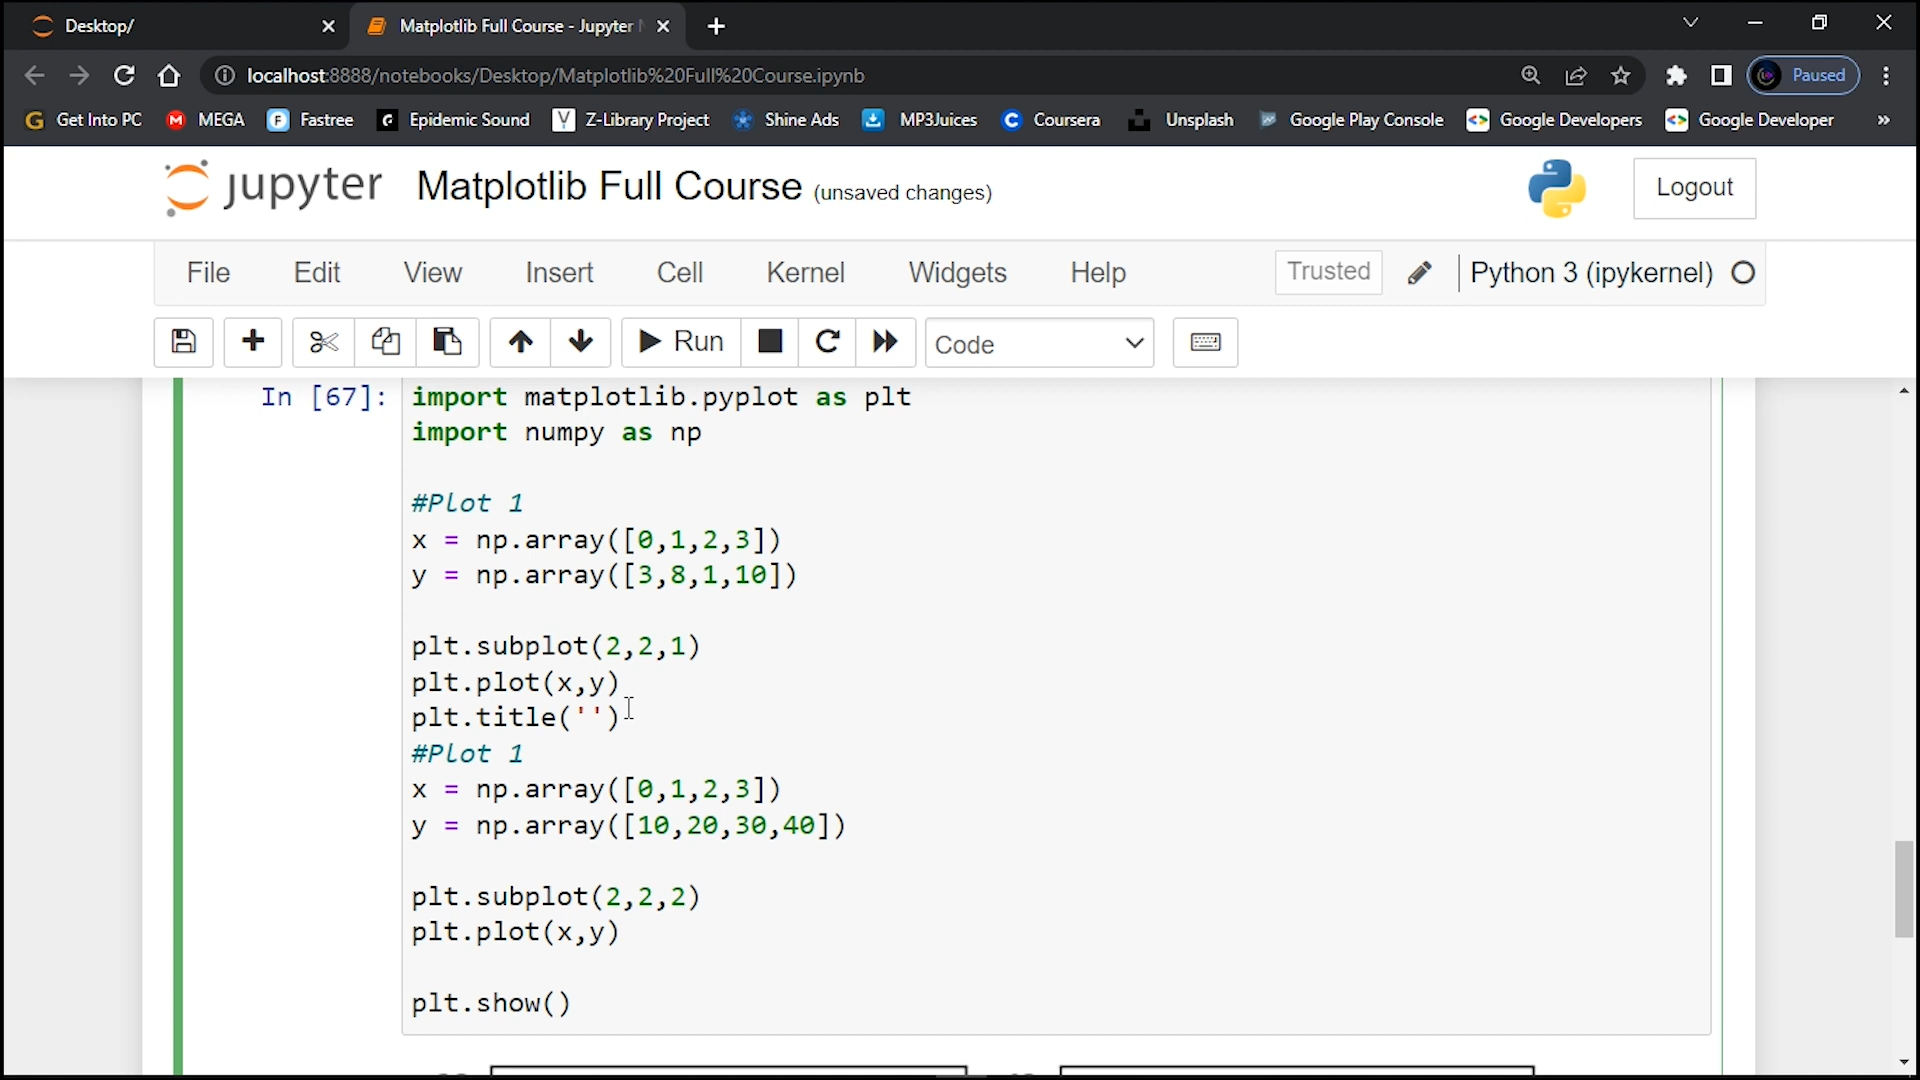 Desktop/
Matplotlib Full Course - Jupyter
localhost:8888/notebooks/Desktop/Matplotlib%20Full%20Course.ipynb
Paused
Get Into PC
MEGA
Fastree
Epidemic Sound
Z-Library Project
Shine Ads
MP3Juices
Coursera
Unsplash
Google Play Console
Google Developers
Google Developer
»
jupyter
Matplotlib Full Course (unsaved changes)
Logout
File
Edit
View
Insert
Cell
Kernel
Widgets
Help
Trusted
Python 3 (ipykernel)
Run
Code
In [67]:
import matplotlib.pyplot as plt
import numpy as np
#Plot 1
x = np.array([0,1,2,3])
y = np.array([3,8,1,10])
plt.subplot(2,2,1)
plt.plot(x,y)
plt.title('')
#Plot 1
x = np.array([0,1,2,3])
y = np.array([10,20,30,40])
plt.subplot(2,2,2)
plt.plot(x,y)
plt.show()